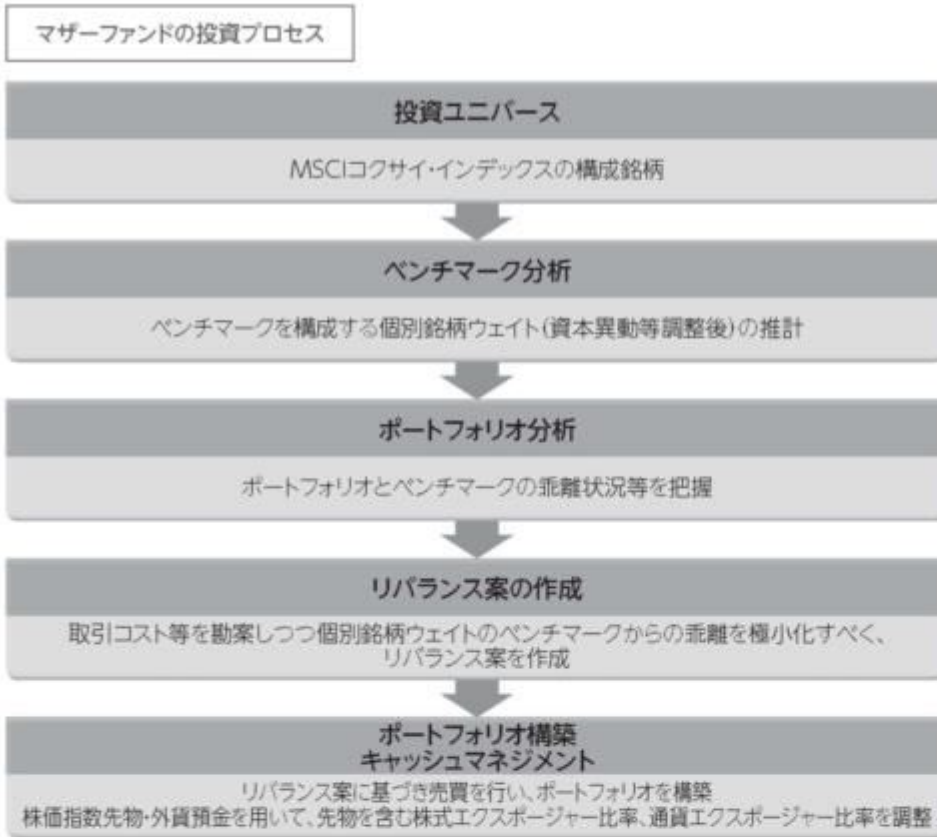 マザーファンドの投資プロセス
投資ユニバース
MSCIコクサイ・インデックスの構成銘柄
ベンチマーク分析
ベンチマークを構成する個別銘柄ウェイト(資本異動等調整後)の推計
ポートフォリオ分析
ポートフォリオとベンチマークの乖離状況等を把握
リバランス案の作成
取引コスト等を勘案しつつ個別銘柄ウェイトのベンチマークからの乖離を極小化すべく、
リバランス案を作成
ポートフォリオ構築
キャッシュマネジメント
リバランス案に基づき売買を行い、ポートフォリオを構築
株価指数先物・外貨預金を用いて、先物を含む株式エクスポージャー比率、通貨エクスポージャー比率を調整